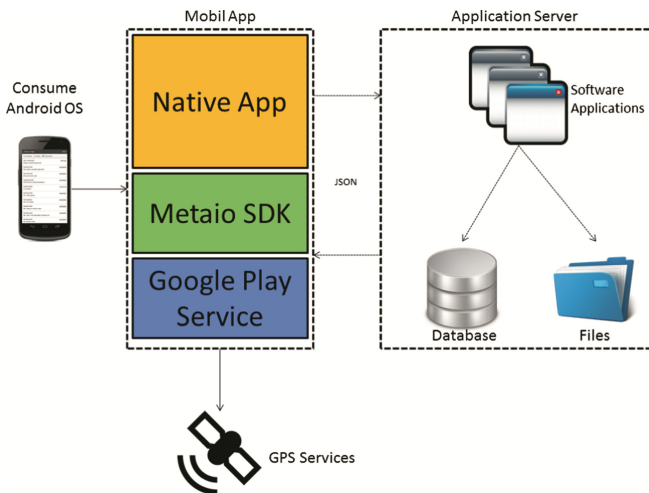 Mobil App
Application Server
Consume
Android OS
Native App
Software
Applications
JSON
Metaio SDK
Google Play
Service
Database
Files
GPS Services